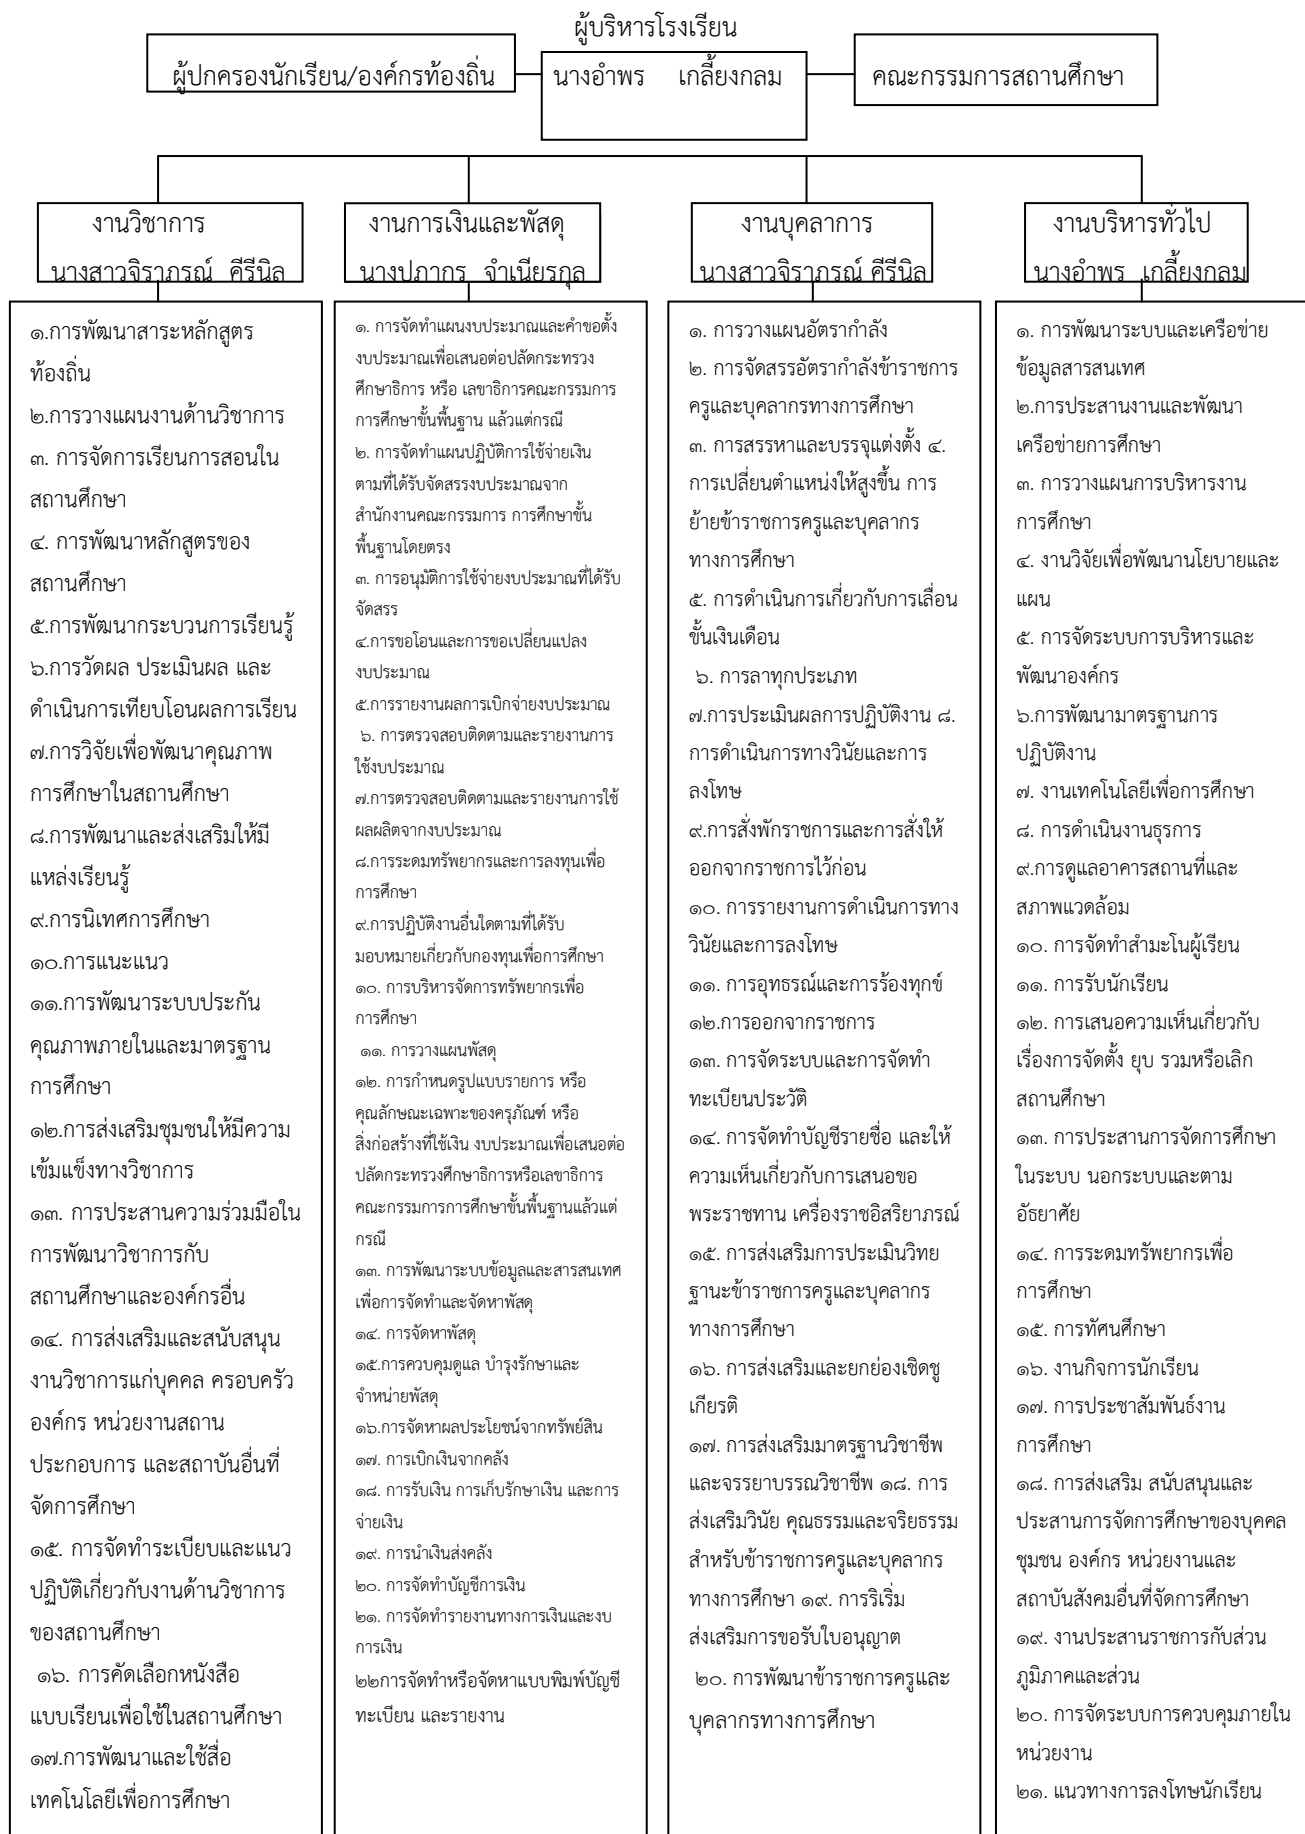 ผู้บริหารโรงเรียน
ผู้ปกครองนักเรียน/องค์กรท้องถิ่น
นางอำพร เกลี้ยงกลม
คณะกรรมการสถานศึกษา
งานวิชาการ
นางสาวจิราภรณ์ คีรีนิล
งานการเงินและพัสดุ
นางปภากร จำเนียรกุล
งานบุคลาการ
นางสาวจิราภรณ์ คีรีนิล
งานบริหารทั่วไป
นางอำพร เกลี้ยงกลม
๑.การพัฒนาสาระหลักสูตร
ท้องถิ่น
๒.การวางแผนงานด้านวิชาการ
๓. การจัดการเรียนการสอนใน
สถานศึกษา
๔. การพัฒนาหลักสูตรของ
สถานศึกษา
๕.การพัฒนากระบวนการเรียนรู้
๖.การวัดผล ประเมินผล และ
ดำเนินการเทียบโอนผลการเรียน
๗.การวิจัยเพื่อพัฒนาคุณภาพ
การศึกษาในสถานศึกษา
๘.การพัฒนาและส่งเสริมให้มี
แหล่งเรียนรู้
๙.การนิเทศการศึกษา
๑๐.การแนะแนว
๑๑.การพัฒนาระบบประกัน
คุณภาพภายในและมาตรฐาน
การศึกษา
๑๒.การส่งเสริมชุมชนให้มีความ
เข้มแข็งทางวิชาการ
๑๓. การประสานความร่วมมือใน
การพัฒนาวิชาการกับ
สถานศึกษาและองค์กรอื่น
๑๔. การส่งเสริมและสนับสนุน
งานวิชาการแก่บุคคล ครอบครัว
องค์กร หน่วยงานสถาน
ประกอบการ และสถาบันอื่นที่
จัดการศึกษา
๑๕. การจัดทำระเบียบและแนว
ปฏิบัติเกี่ยวกับงานด้านวิชาการ
ของสถานศึกษา
๑๖. การคัดเลือกหนังสือ
แบบเรียนเพื่อใช้ในสถานศึกษา
๑๗.การพัฒนาและใช้สื่อ
เทคโนโลยีเพื่อการศึกษา
๑. การจัดทำแผนงบประมาณและคำขอตั้ง
งบประมาณเพื่อเสนอต่อปลัดกระทรวง
ศึกษาธิการ หรือ เลขาธิการคณะกรรมการ
การศึกษาขั้นพื้นฐาน แล้วแต่กรณี
๒. การจัดทำแผนปฏิบัติการใช้จ่ายเงิน
ตามที่ได้รับจัดสรรงบประมาณจาก
สำนักงานคณะกรรมการ การศึกษาขั้น
พื้นฐานโดยตรง
๓. การอนุมัติการใช้จ่ายงบประมาณที่ได้รับ
จัดสรร
๔.การขอโอนและการขอเปลี่ยนแปลง
งบประมาณ
๕.การรายงานผลการเบิกจ่ายงบประมาณ
๖. การตรวจสอบติดตามและรายงานการ
ใช้งบประมาณ
๗.การตรวจสอบติดตามและรายงานการใช้
ผลผลิตจากงบประมาณ
๘.การระดมทรัพยากรและการลงทุนเพื่อ
การศึกษา
๙.การปฏิบัติงานอื่นใดตามที่ได้รับ
มอบหมายเกี่ยวกับกองทุนเพื่อการศึกษา
๑๐. การบริหารจัดการทรัพยากรเพื่อ
การศึกษา
๑๑. การวางแผนพัสดุ
๑๒. การกำหนดรูปแบบรายการ หรือ
คุณลักษณะเฉพาะของครุภัณฑ์ หรือ
สิ่งก่อสร้างที่ใช้เงิน งบประมาณเพื่อเสนอต่อ
ปลัดกระทรวงศึกษาธิการหรือเลขาธิการ
คณะกรรมการการศึกษาขั้นพื้นฐานแล้วแต่
กรณี
๑๓. การพัฒนาระบบข้อมูลและสารสนเทศ
เพื่อการจัดทำและจัดหาพัสดุ
๑๔. การจัดหาพัสดุ
๑๕.การควบคุมดูแล บำรุงรักษาและ
จำหน่ายพัสดุ
๑๖.การจัดหาผลประโยชน์จากทรัพย์สิน
๑๗. การเบิกเงินจากคลัง
๑๘. การรับเงิน การเก็บรักษาเงิน และการ
จ่ายเงิน
๑๙. การนำเงินส่งคลัง
๒๐. การจัดทำบัญชีการเงิน
๒๑. การจัดทำรายงานทางการเงินและงบ
การเงิน
๒๒การจัดทำหรือจัดหาแบบพิมพ์บัญชี
ทะเบียน และรายงาน
๑. การวางแผนอัตรากำลัง
๒. การจัดสรรอัตรากำลังข้าราชการ
ครูและบุคลากรทางการศึกษา
๓. การสรรหาและบรรจุแต่งตั้ง ๔.
การเปลี่ยนตำแหน่งให้สูงขึ้น การ
ย้ายข้าราชการครูและบุคลากร
ทางการศึกษา
๕. การดำเนินการเกี่ยวกับการเลื่อน
ขั้นเงินเดือน
๖. การลาทุกประเภท
๗.การประเมินผลการปฏิบัติงาน ๘.
การดำเนินการทางวินัยและการ
ลงโทษ
๙.การสั่งพักราชการและการสั่งให้
ออกจากราชการไว้ก่อน
๑๐. การรายงานการดำเนินการทาง
วินัยและการลงโทษ
๑๑. การอุทธรณ์และการร้องทุกข์
๑๒.การออกจากราชการ
๑๓. การจัดระบบและการจัดทำ
ทะเบียนประวัติ
๑๔. การจัดทำบัญชีรายชื่อ และให้
ความเห็นเกี่ยวกับการเสนอขอ
พระราชทาน เครื่องราชอิสริยาภรณ์
๑๕. การส่งเสริมการประเมินวิทย
ฐานะข้าราชการครูและบุคลากร
ทางการศึกษา
๑๖. การส่งเสริมและยกย่องเชิดชู
เกียรติ
๑๗. การส่งเสริมมาตรฐานวิชาชีพ
และจรรยาบรรณวิชาชีพ ๑๘. การ
ส่งเสริมวินัย คุณธรรมและจริยธรรม
สำหรับข้าราชการครูและบุคลากร
ทางการศึกษา ๑๙. การริเริ่ม
ส่งเสริมการขอรับใบอนุญาต
๒๐. การพัฒนาข้าราชการครูและ
บุคลากรทางการศึกษา
๑. การพัฒนาระบบและเครือข่าย
ข้อมูลสารสนเทศ
๒.การประสานงานและพัฒนา
เครือข่ายการศึกษา
๓. การวางแผนการบริหารงาน
การศึกษา
๔. งานวิจัยเพื่อพัฒนานโยบายและ
แผน
๕. การจัดระบบการบริหารและ
พัฒนาองค์กร
๖.การพัฒนามาตรฐานการ
ปฏิบัติงาน
๗. งานเทคโนโลยีเพื่อการศึกษา
๘. การดำเนินงานธุรการ
๙.การดูแลอาคารสถานที่และ
สภาพแวดล้อม
๑๐. การจัดทำสำมะโนผู้เรียน
๑๑. การรับนักเรียน
๑๒. การเสนอความเห็นเกี่ยวกับ
เรื่องการจัดตั้ง ยุบ รวมหรือเลิก
สถานศึกษา
๑๓. การประสานการจัดการศึกษา
ในระบบ นอกระบบและตาม
อัธยาศัย
๑๔. การระดมทรัพยากรเพื่อ
การศึกษา
๑๕. การทัศนศึกษา
๑๖. งานกิจการนักเรียน
๑๗. การประชาสัมพันธ์งาน
การศึกษา
๑๘. การส่งเสริม สนับสนุนและ
ประสานการจัดการศึกษาของบุคคล
ชุมชน องค์กร หน่วยงานและ
สถาบันสังคมอื่นที่จัดการศึกษา
๑๙. งานประสานราชการกับส่วน
ภูมิภาคและส่วน
๒๐. การจัดระบบการควบคุมภายใน
หน่วยงาน
๒๑. แนวทางการลงโทษนักเรียน